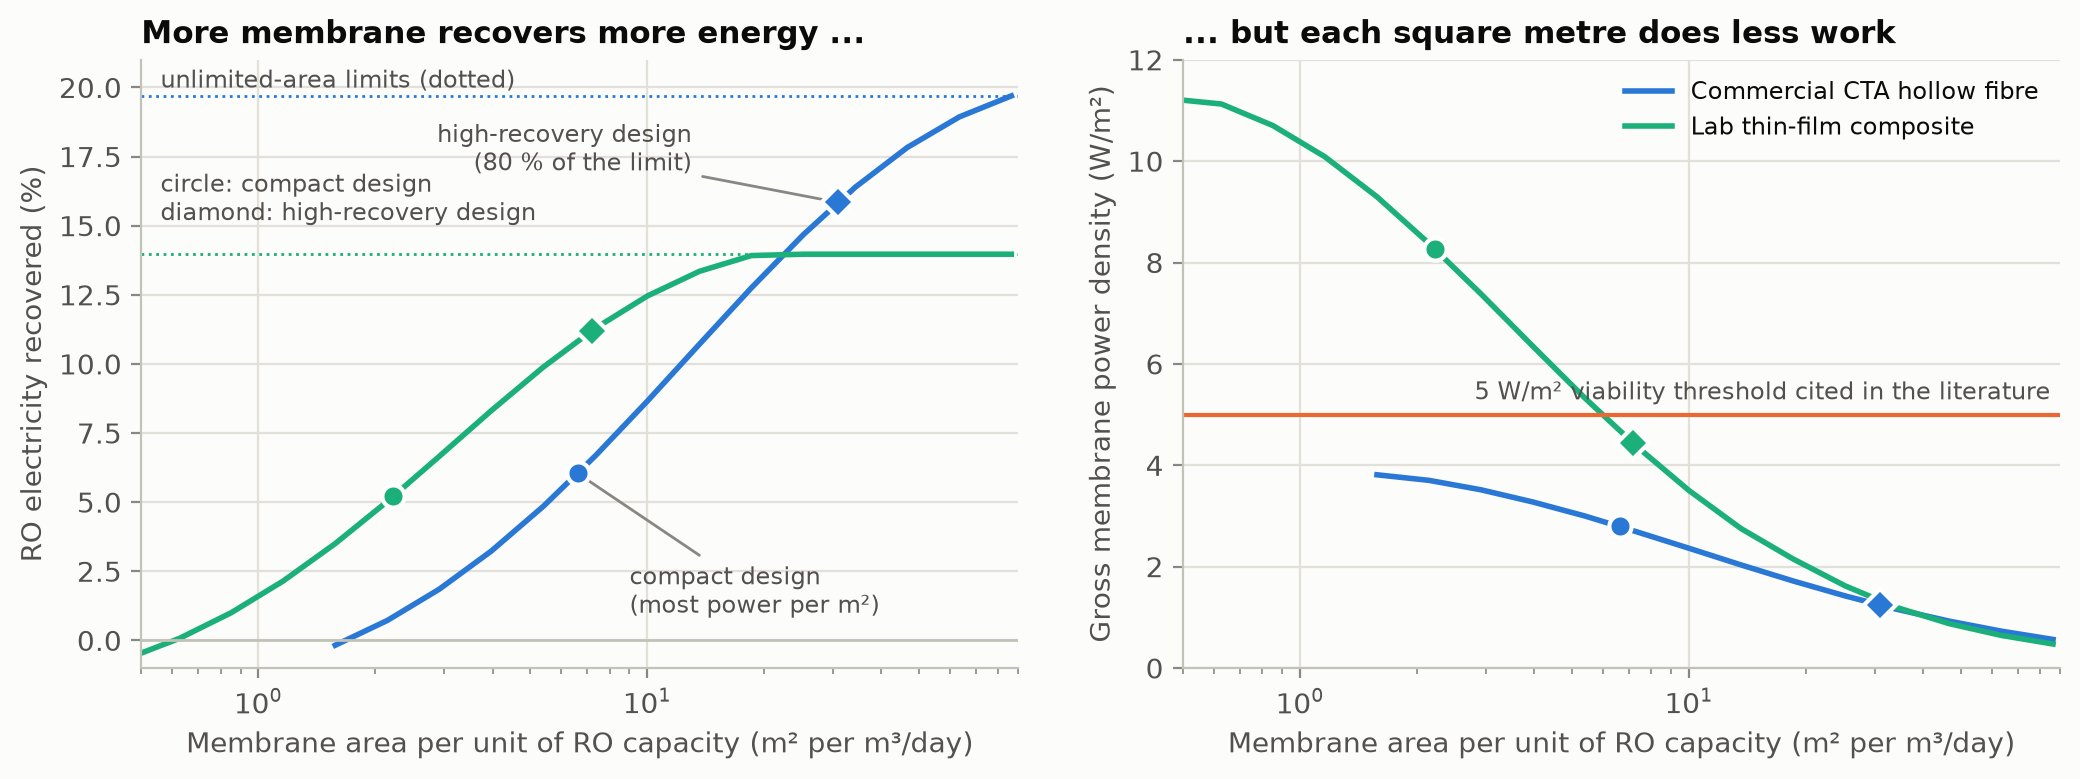 More membrane recovers more energy ...
RO electricity recovered (%)
20.0
17.5
15.0
12.5
10.0
7.5
5.0
2.5
0.0
unlimited-area limits (dotted)
high-recovery design
(80 % of the limit)
circle: compact design
diamond: high-recovery design
compact design
(most power per m²)
10⁰
10¹
Membrane area per unit of RO capacity (m² per m³/day)
... but each square metre does less work
Gross membrane power density (W/m²)
12
10
8
6
4
2
0
Commercial CTA hollow fibre
Lab thin-film composite
5 W/m² viability threshold cited in the literature
10⁰
10¹
Membrane area per unit of RO capacity (m² per m³/day)